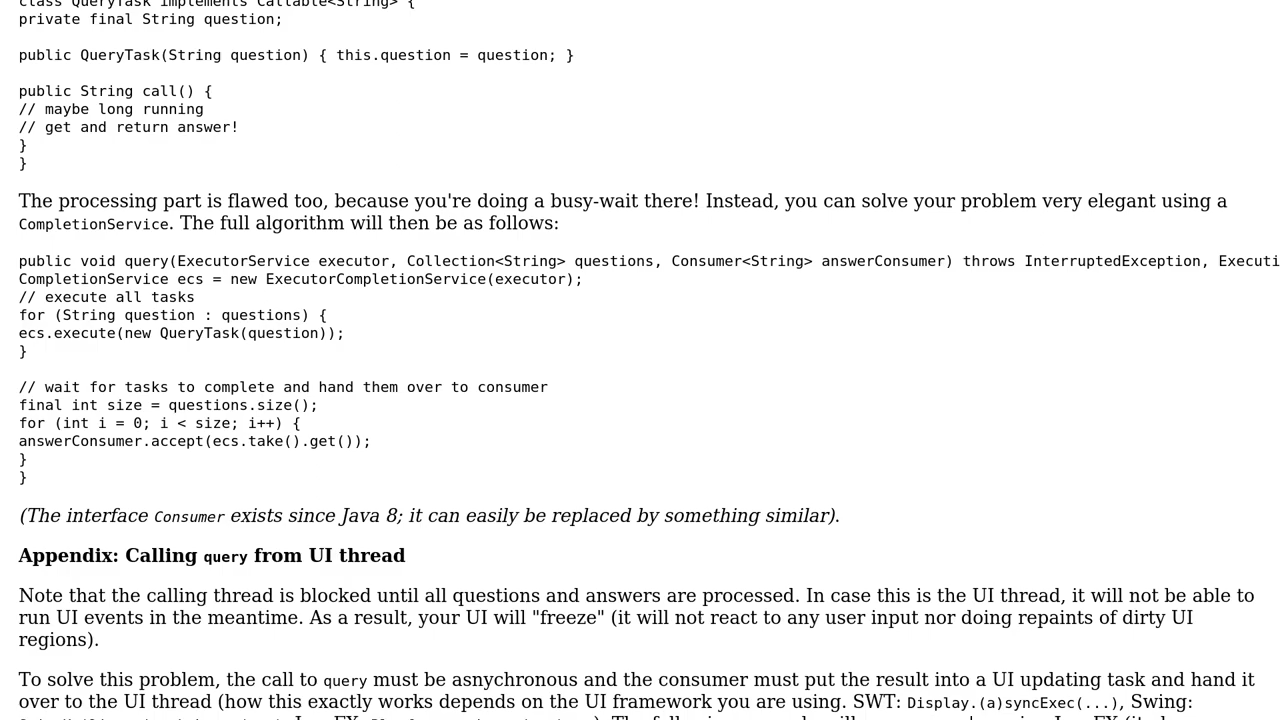 class QueryTask implements Callable<String> {
private final String question;
public QueryTask(String question) { this.question = question; }
public String call() {
// maybe long running
// get and return answer!
}
}
The processing part is flawed too, because you're doing a busy-wait there! Instead, you can solve your problem very elegant using a
CompletionService. The full algorithm will then be as follows:
public void query(ExecutorService executor, Collection<String> questions, Consumer<String> answerConsumer) throws InterruptedException, Executi
CompletionService ecs = new ExecutorCompletionService(executor);
// execute all tasks
for (String question : questions) {
ecs.execute(new QueryTask(question));
}
// wait for tasks to complete and hand them over to consumer
final int size = questions.size();
for (int i = 0; i < size; i++) {
answerConsumer.accept(ecs.take().get());
}
}
(The interface Consumer exists since Java 8; it can easily be replaced by something similar).
Appendix: Calling query from UI thread
Note that the calling thread is blocked until all questions and answers are processed. In case this is the UI thread, it will not be able to
run UI events in the meantime. As a result, your UI will "freeze" (it will not react to any user input nor doing repaints of dirty UI
regions).
To solve this problem, the call to query must be asnychronous and the consumer must put the result into a UI updating task and hand it
over to the UI thread (how this exactly works depends on the UI framework you are using. SWT: Display.(a)syncExec(...), Swing: